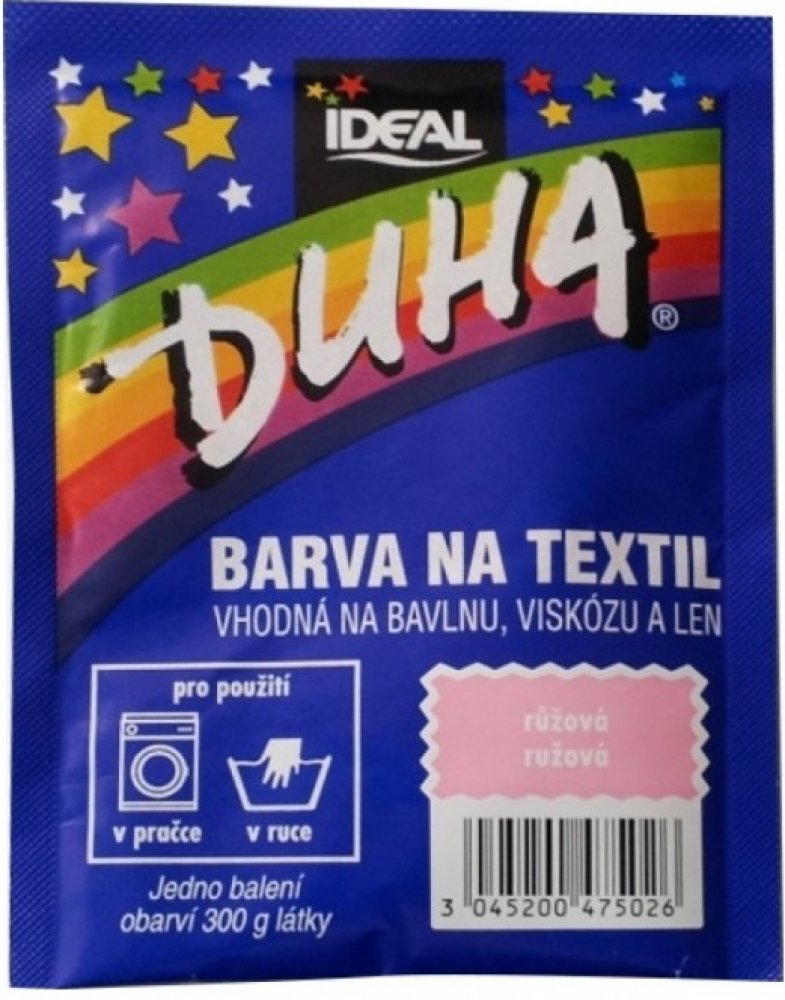 iDEAL
DUHA®
BARVA NA TEXTIL
VHODNÁ NA BAVLNU, VISKÓZU A LEN
pro použití
v pračce v ruce
růžová
ružová
Jedno balení
obarví 300 g látky
3 045200 475026